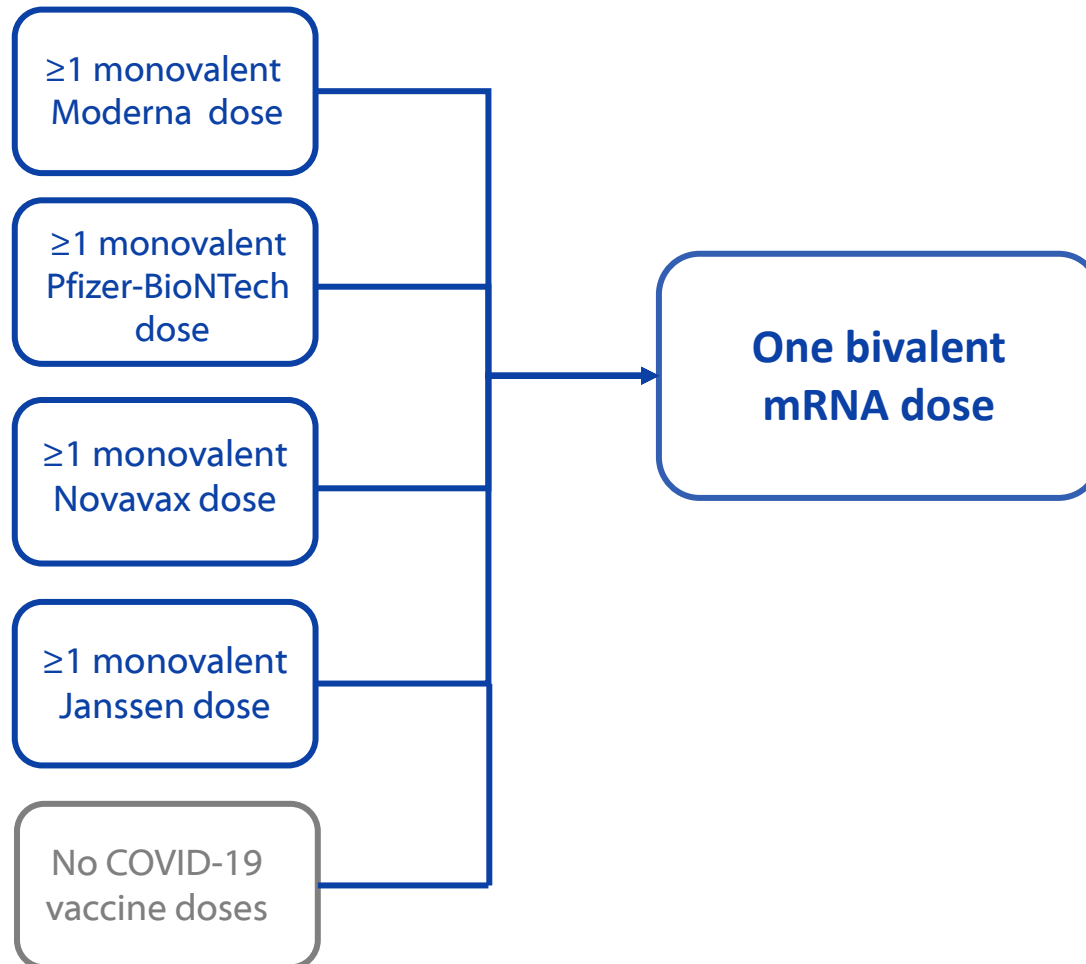 ≥1 monovalent
Moderna dose
≥1 monovalent
Pfizer-BioNTech
dose
≥1 monovalent
Novavax dose
≥1 monovalent
Janssen dose
No COVID-19
vaccine doses
One bivalent
mRNA dose